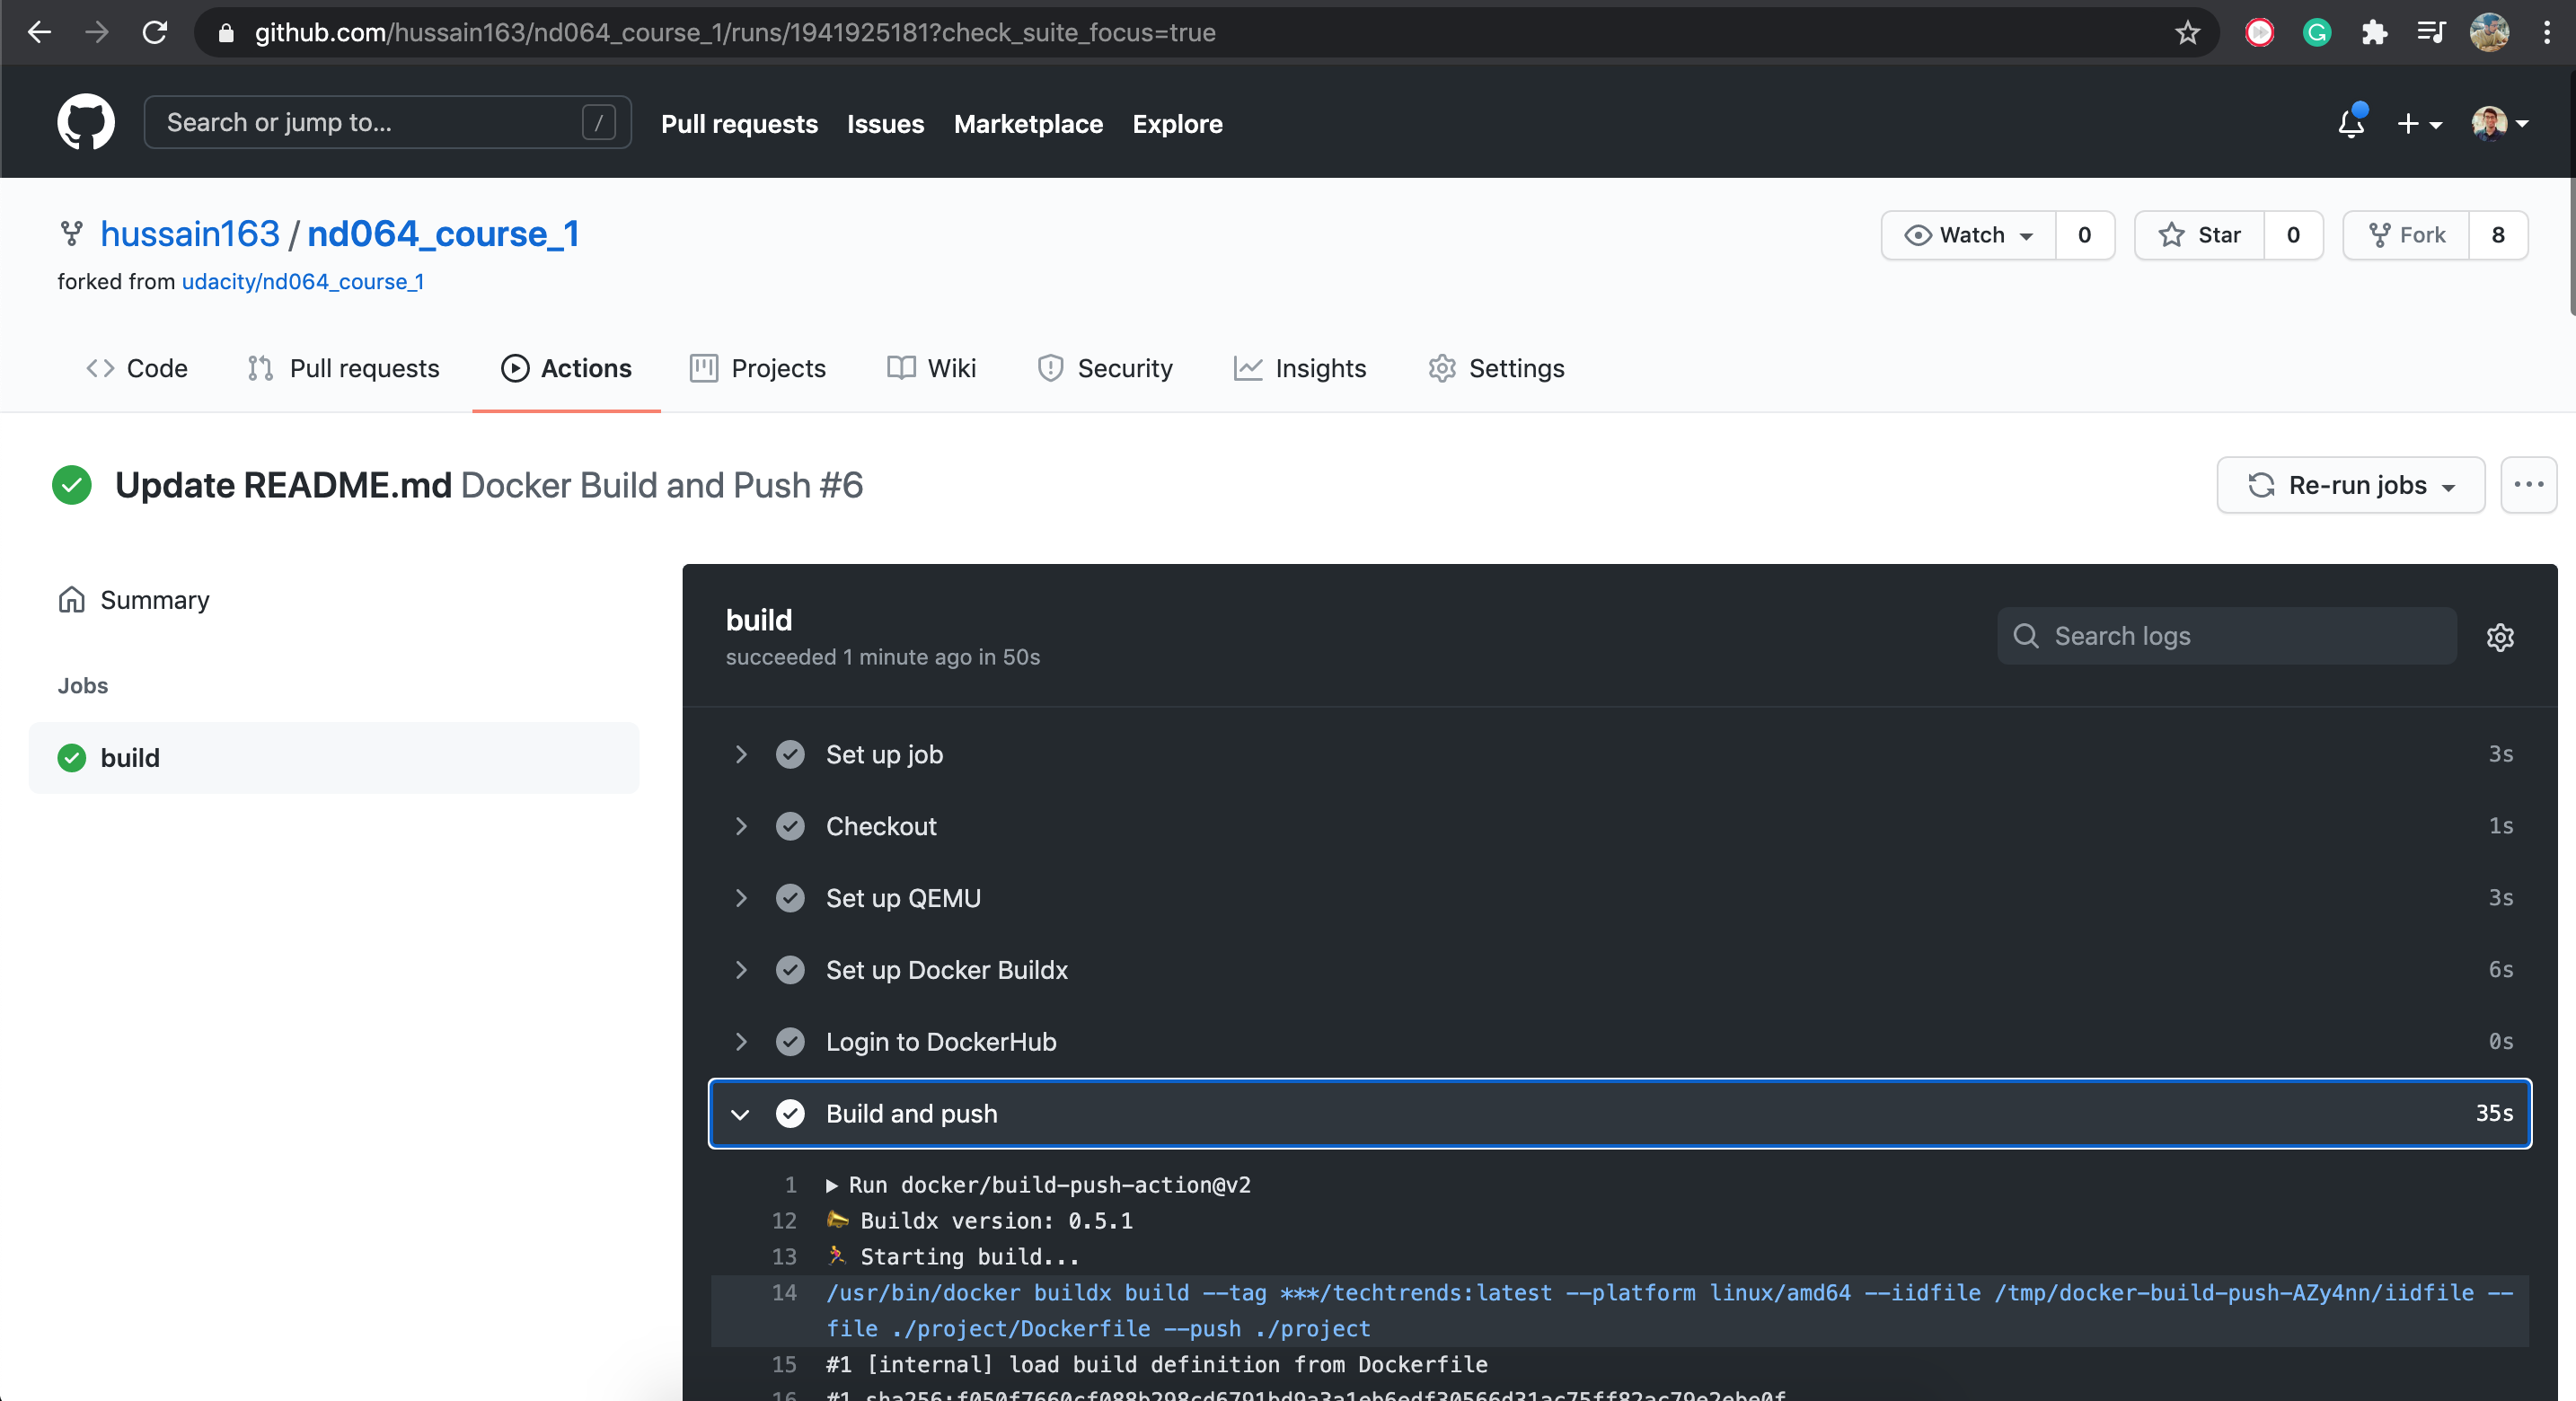 github.com/hussain163/nd064_course_1/runs/1941925181?check_suite_focus=true
Search or jump to... /
Pull requests Issues Marketplace Explore
hussain163 / nd064_course_1
Watch 0 Star 0 Fork 8
forked from udacity/nd064_course_1
Code Pull requests Actions Projects Wiki Security Insights Settings
Update README.md Docker Build and Push #6
Re-run jobs
Summary
Jobs
build
build
succeeded 1 minute ago in 50s
Search logs
Set up job 3s
Checkout 1s
Set up QEMU 3s
Set up Docker Buildx 6s
Login to DockerHub 0s
Build and push 35s
1 Run docker/build-push-action@v2
12 Buildx version: 0.5.1
13 Starting build...
14 /usr/bin/docker buildx build --tag ***/techtrends:latest --platform linux/amd64 --iidfile /tmp/docker-build-push-AZy4nn/iidfile --
file ./project/Dockerfile --push ./project
15 #1 [internal] load build definition from Dockerfile
16 #1